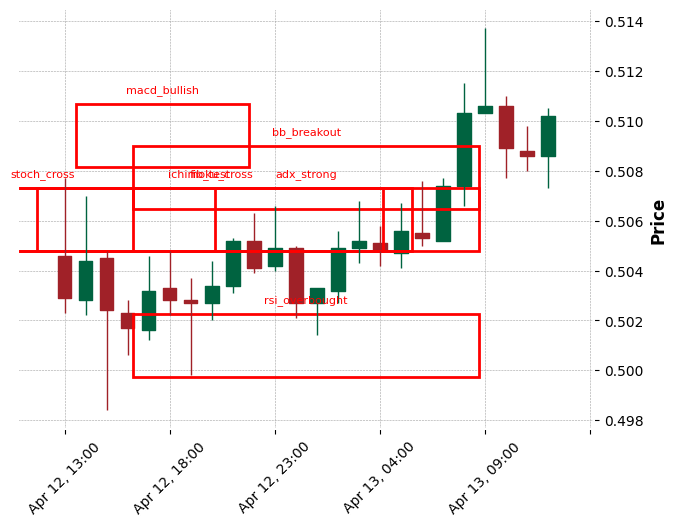 0.514
0.512
macd_bullish
0.510
bb_breakout
0.508
stoch_cross
adx_strong
0.506
Price
0.504
rsi_overbought
0.502
0.500
0.498
Apr 12, 13:00
Apr 12, 18:00
Apr 12, 23:00
Apr 13, 04:00
Apr 13, 09:00